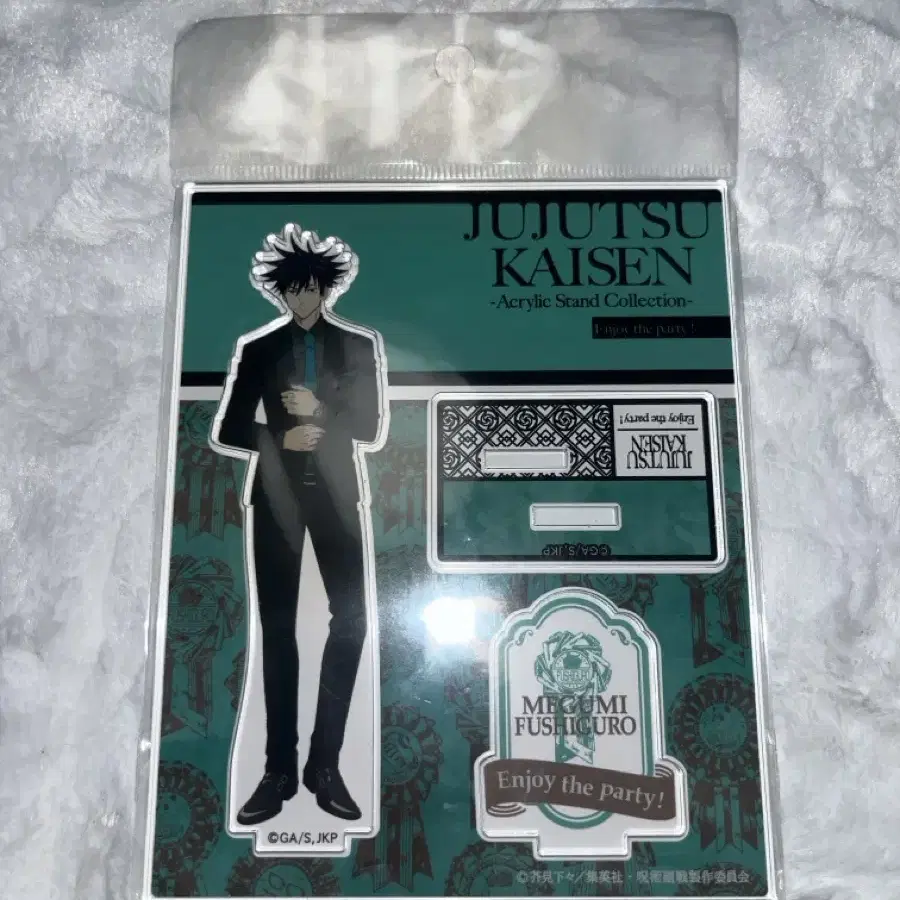 JUJUTSU
KAISEN
-Acrylic Stand Collection-
Enjoy the party!
Enjoy the party!
JUJUTSU
KAISEN
©GA/S,JKP
MEGUMI
FUSHIGURO
Enjoy the party!
©GA/S,JKP
©芥見下々／集英社・呪術廻戦製作委員会